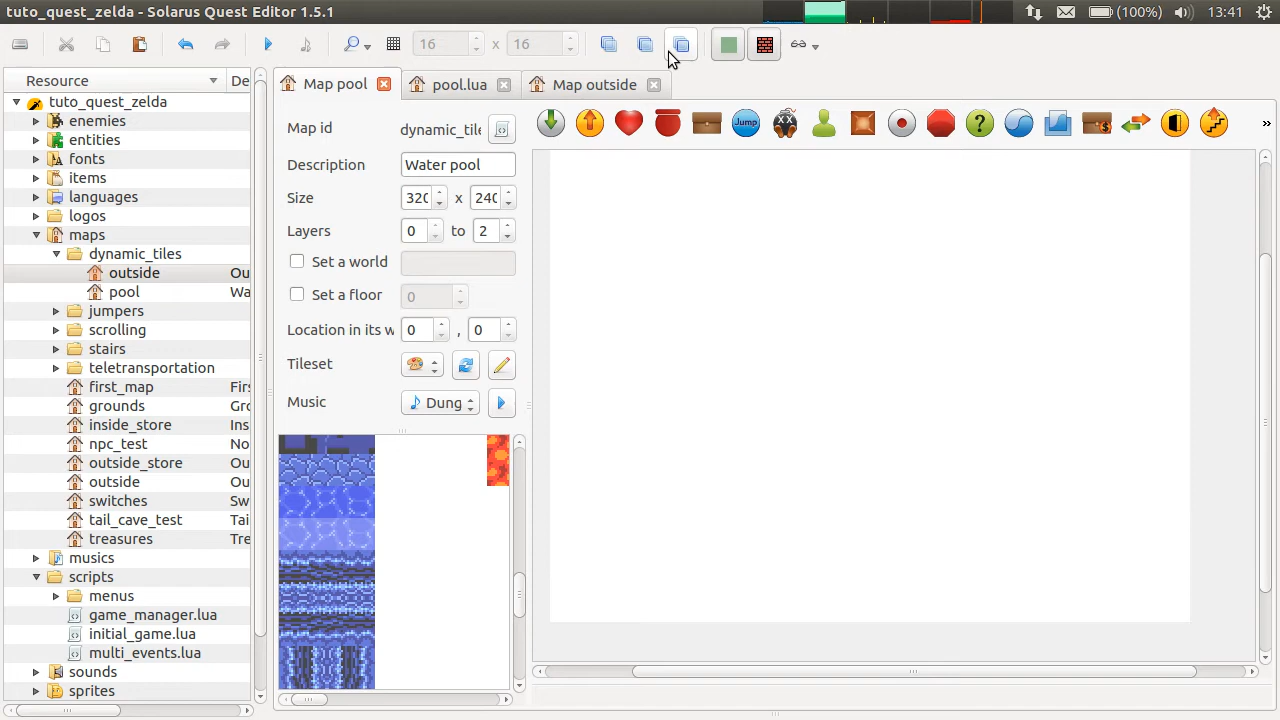 tuto_quest_zelda - Solarus Quest Editor 1.5.1
(100%)
13:41
16 x 16
Resource
De
tuto_quest_zelda
enemies
entities
fonts
items
languages
logos
maps
dynamic_tiles
outside Ou
pool Wa
jumpers
scrolling
stairs
teletransportation
first_map Firs
grounds Gro
inside_store Ins
npc_test No
outside_store Ou
outside Ou
switches Sw
tail_cave_test Tai
treasures Tre
musics
scripts
menus
game_manager.lua
initial_game.lua
multi_events.lua
sounds
sprites
Map pool
pool.lua
Map outside
Map id dynamic_tile
Description Water pool
Size 320 x 240
Layers 0 to 2
Set a world
Set a floor 0
Location in its w 0 , 0
Tileset
Music Dung
Jump
?
$
»